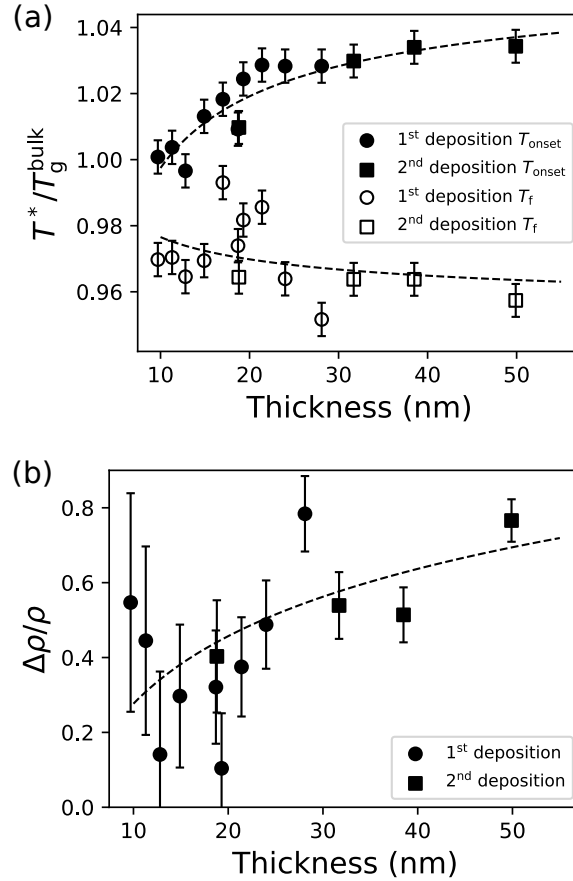 (a)
1.04
1.02
1.00
0.98
0.96
T*/T_g^bulk
1st deposition T_onset
2nd deposition T_onset
1st deposition T_f
2nd deposition T_f
10 20 30 40 50
Thickness (nm)
(b)
0.8
0.6
0.4
0.2
0.0
Δρ/ρ
1st deposition
2nd deposition
10 20 30 40 50
Thickness (nm)